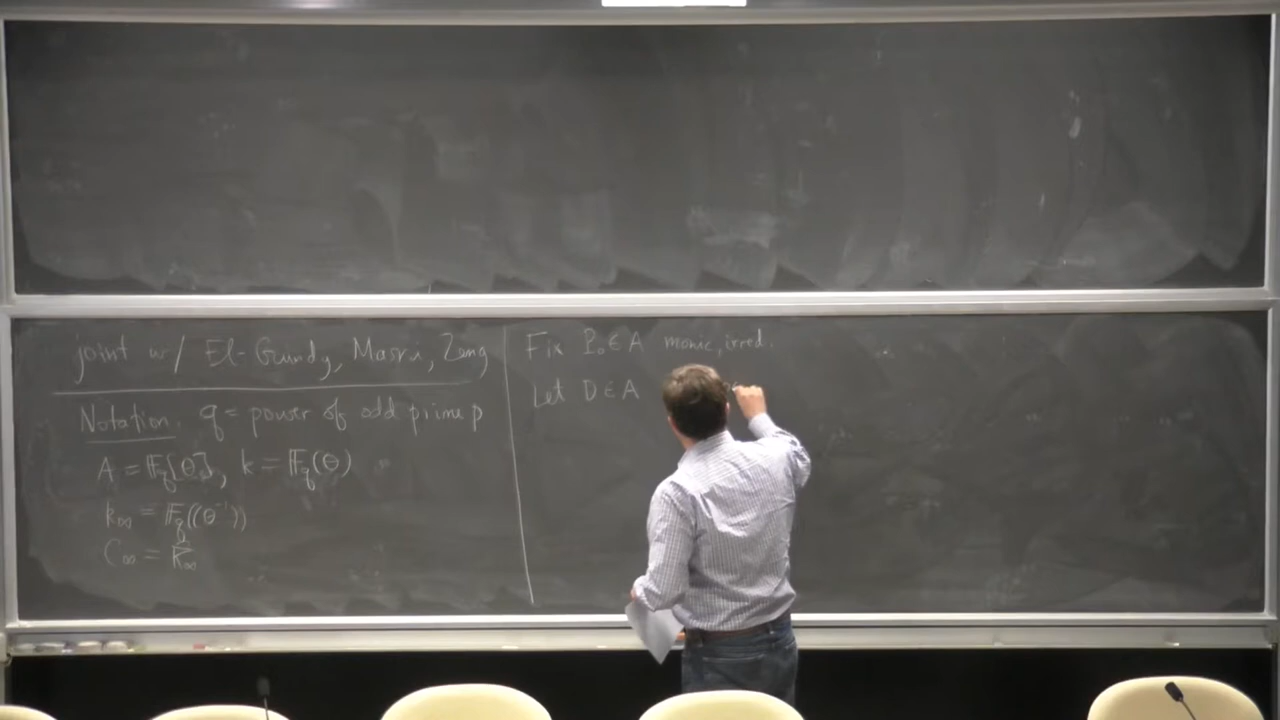 joint w/ El-Guindy, Masri, Zeng
Notation. q = power of odd prime p
A = 𝔽q[θ], k = 𝔽q(θ)
k∞ = 𝔽q((θ⁻¹))
C∞ = k̄̂∞
Fix P₀ ∈ A monic, irred.
Let D ∈ A